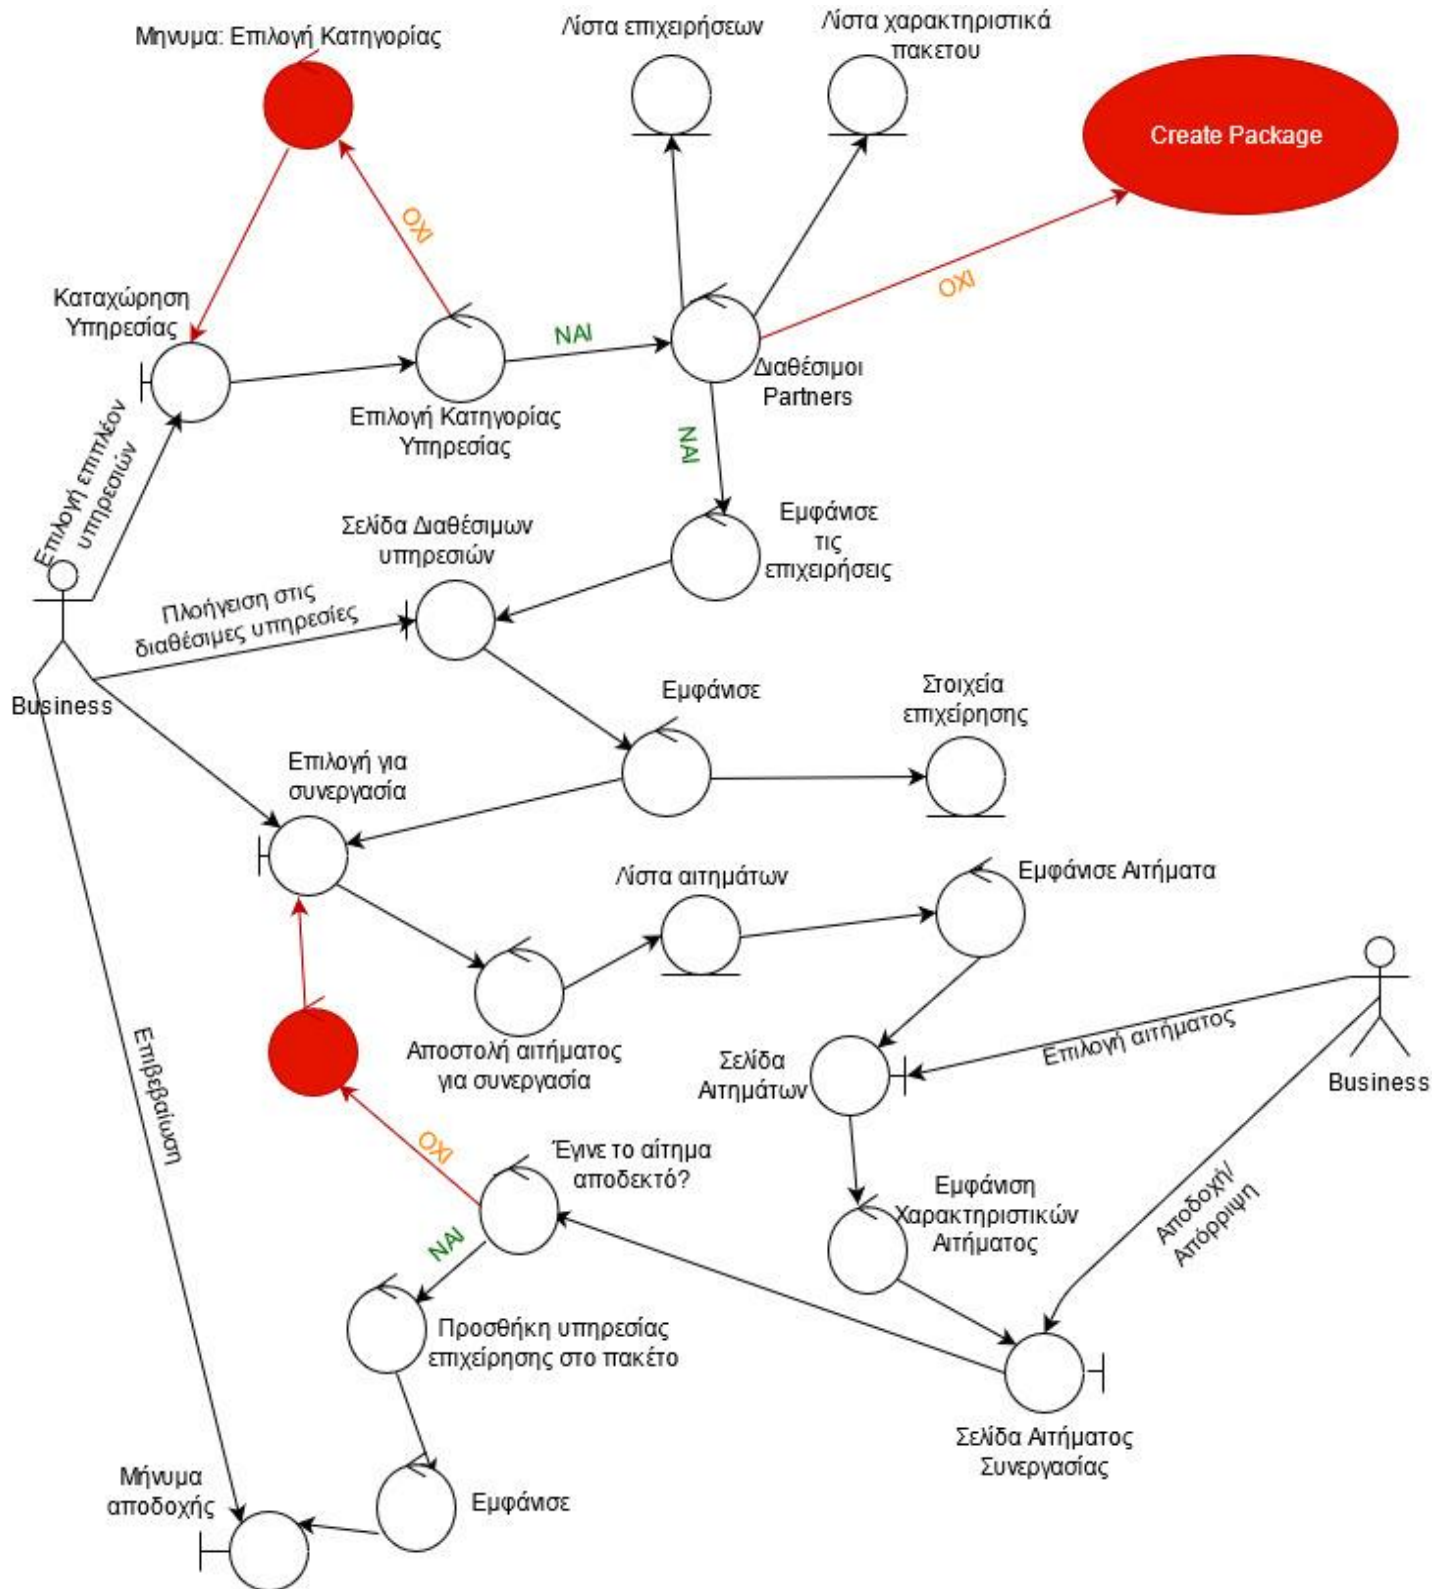 Μηνυμα: Επιλογή Κατηγορίας
Λίστα επιχειρήσεων
Λίστα χαρακτηριστικά
πακετου
Create Package
ΟΧΙ
Καταχώρηση
Υπηρεσίας
ΝΑΙ
ΟΧΙ
Διαθέσιμοι
Partners
Επιλογή Κατηγορίας
Υπηρεσίας
Επιλογή επιπλέον
υπηρεσιών
ΝΑΙ
Σελίδα Διαθέσιμων
υπηρεσιών
Εμφάνισε
τις
επιχειρήσεις
Πλοήγειση στις
διαθέσιμες υπηρεσίες
Business
Εμφάνισε
Στοιχεία
επιχείρησης
Επιλογή για
συνεργασία
Λίστα αιτημάτων
Εμφάνισε Αιτήματα
Αποστολή αιτήματος
για συνεργασία
Σελίδα
Αιτημάτων
Επιλογή αιτήματος
Business
Επιβεβαίωση
ΟΧΙ
Έγινε το αίτημα
αποδεκτό?
Εμφάνιση
Χαρακτηριστικών
Αιτήματος
Αποδοχή/
Απόρριψη
ΝΑΙ
Προσθήκη υπηρεσίας
επιχείρησης στο πακέτο
Σελίδα Αιτήματος
Συνεργασίας
Μήνυμα
αποδοχής
Εμφάνισε